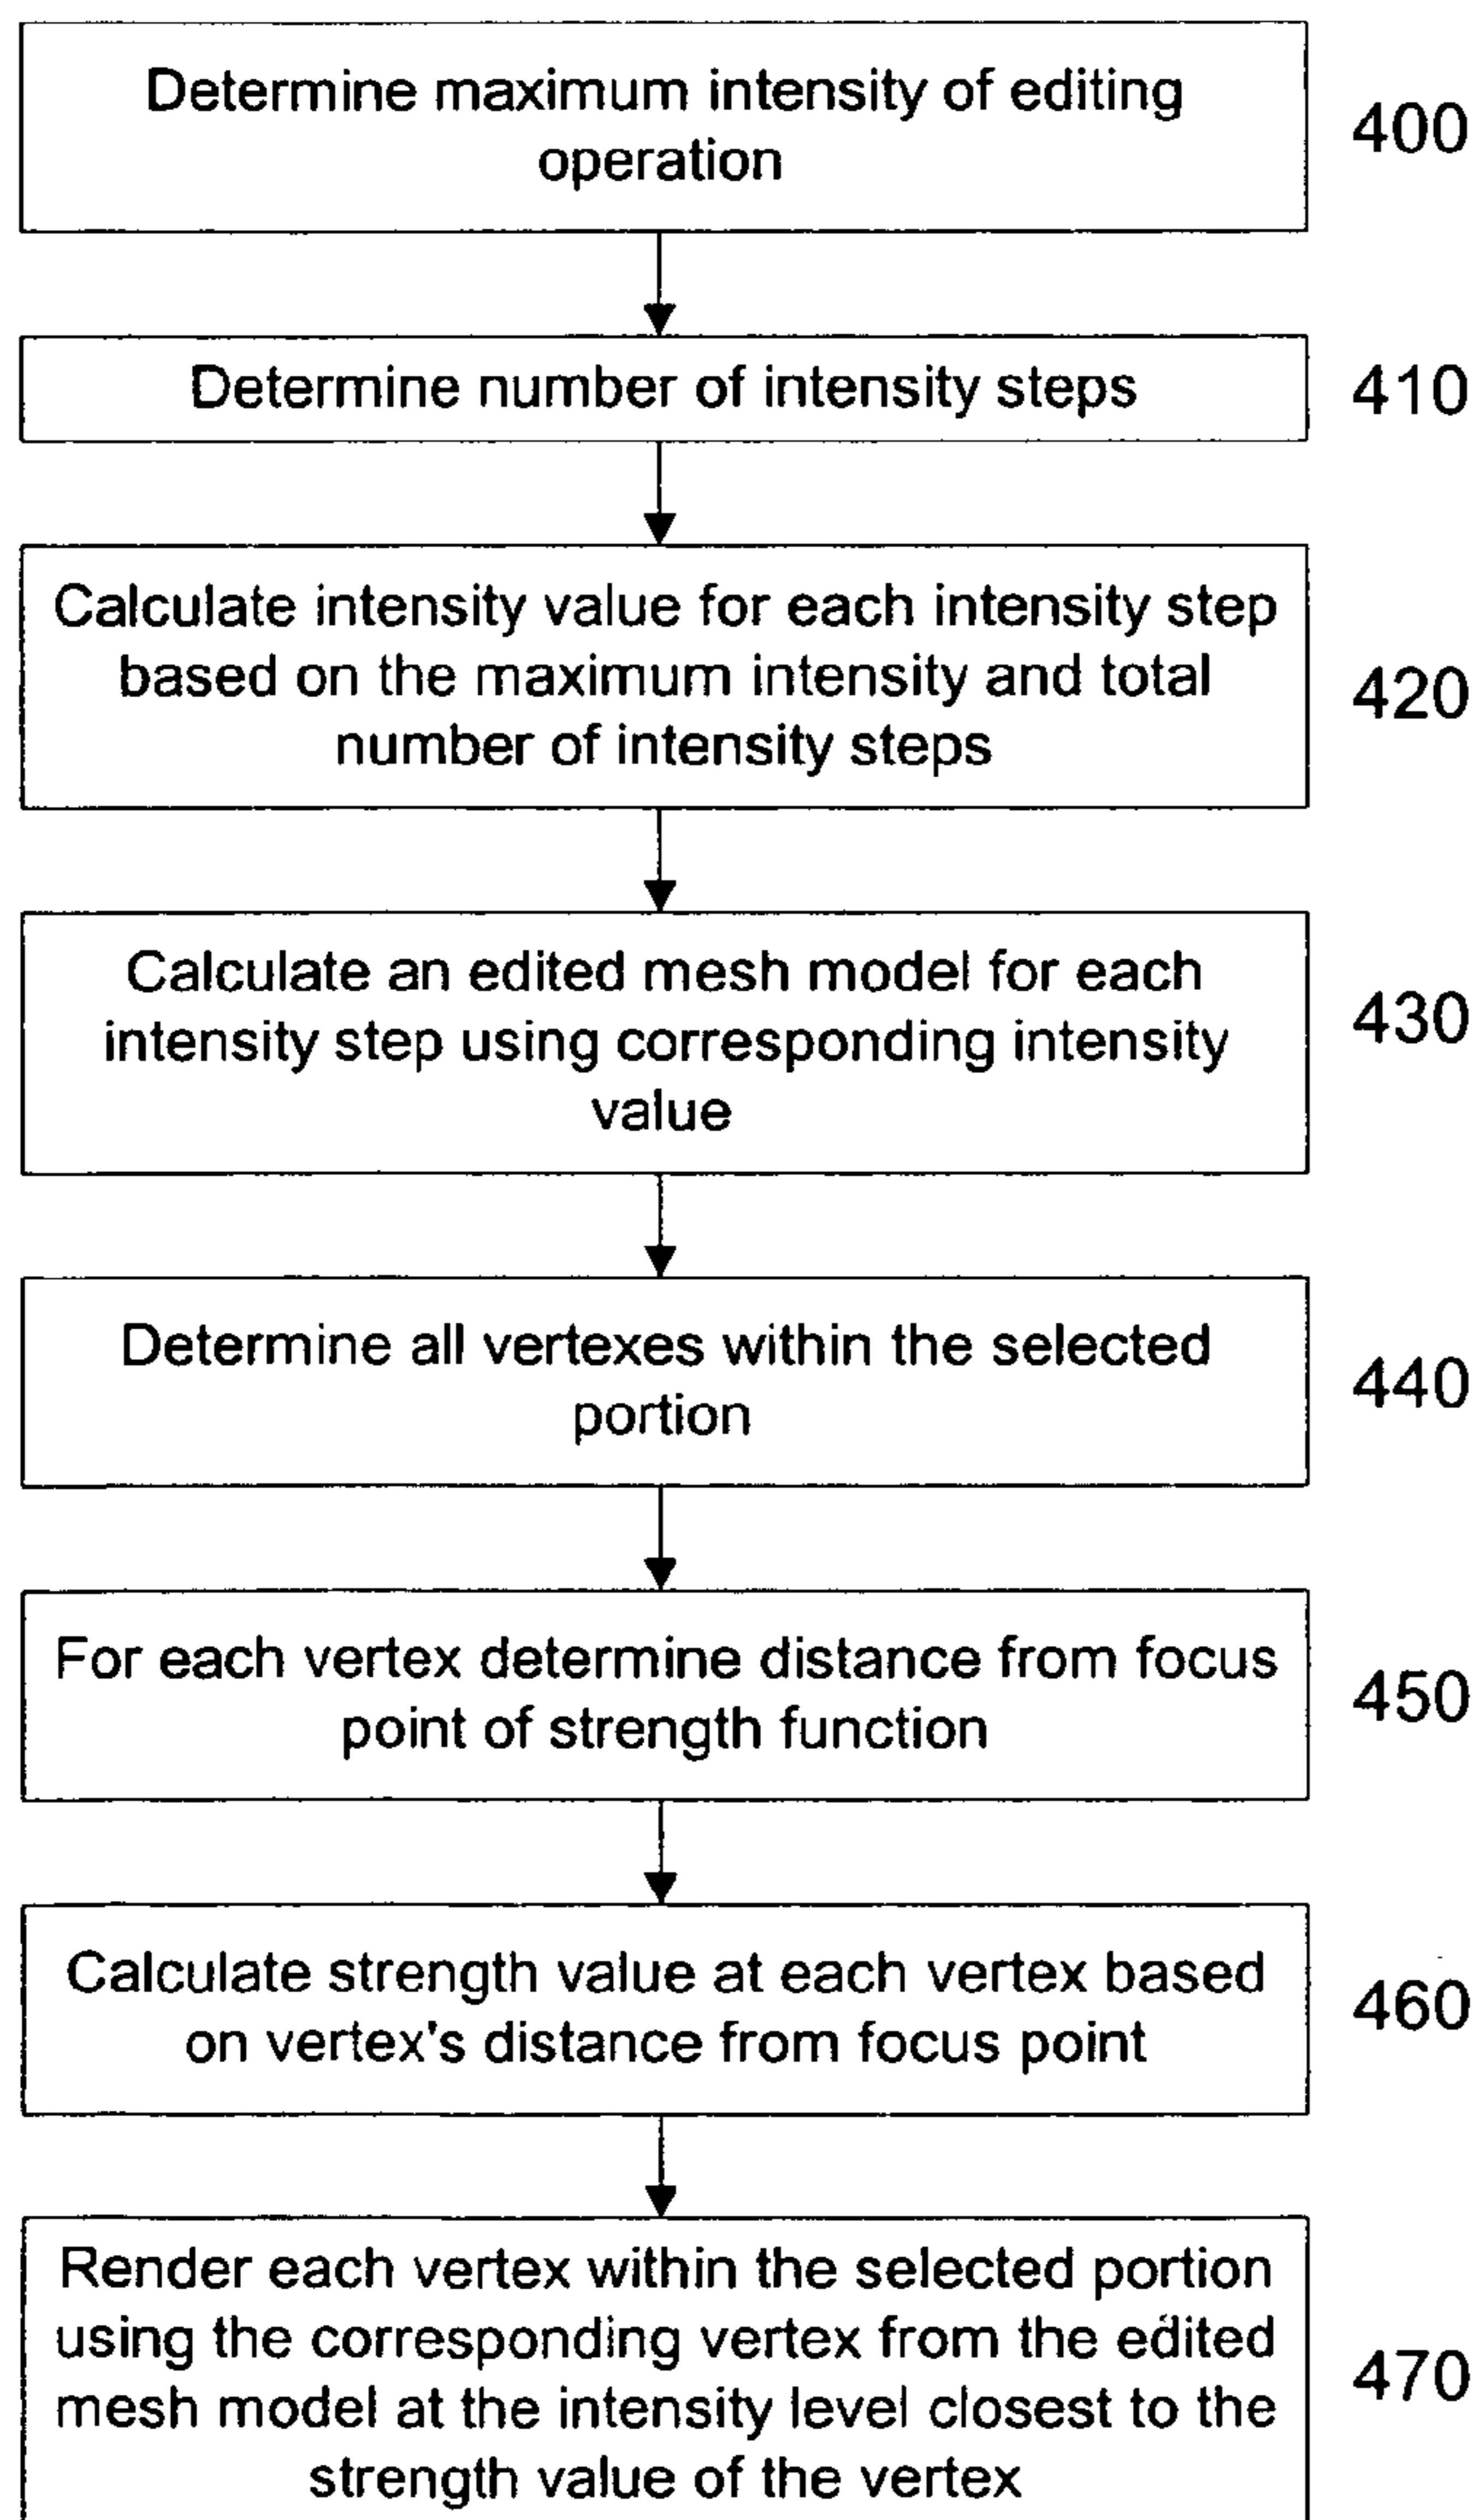 Determine maximum intensity of editing
operation
400
Determine number of intensity steps
410
Calculate intensity value for each intensity step
based on the maximum intensity and total
number of intensity steps
420
Calculate an edited mesh model for each
intensity step using corresponding intensity
value
430
Determine all vertexes within the selected
portion
440
For each vertex determine distance from focus
point of strength function
450
Calculate strength value at each vertex based
on vertex's distance from focus point
460
Render each vertex within the selected portion
using the corresponding vertex from the edited
mesh model at the intensity level closest to the
strength value of the vertex
470